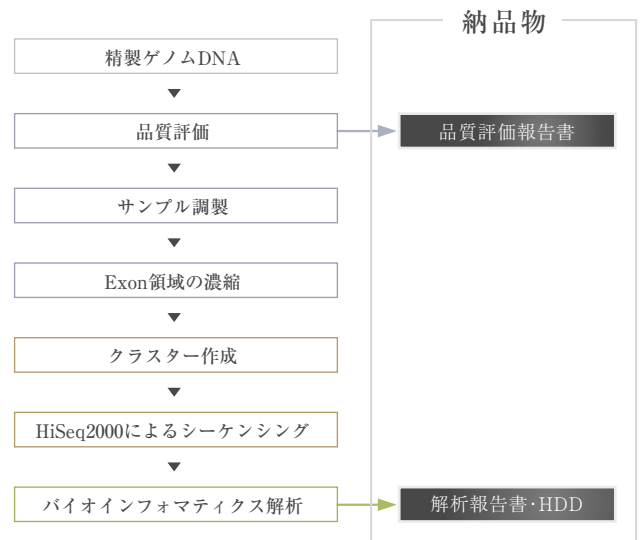 納品物
精製ゲノムDNA
▼
品質評価
品質評価報告書
▼
サンプル調製
▼
Exon領域の濃縮
▼
クラスター作成
▼
HiSeq2000によるシーケンシング
▼
バイオインフォマティクス解析
解析報告書・HDD